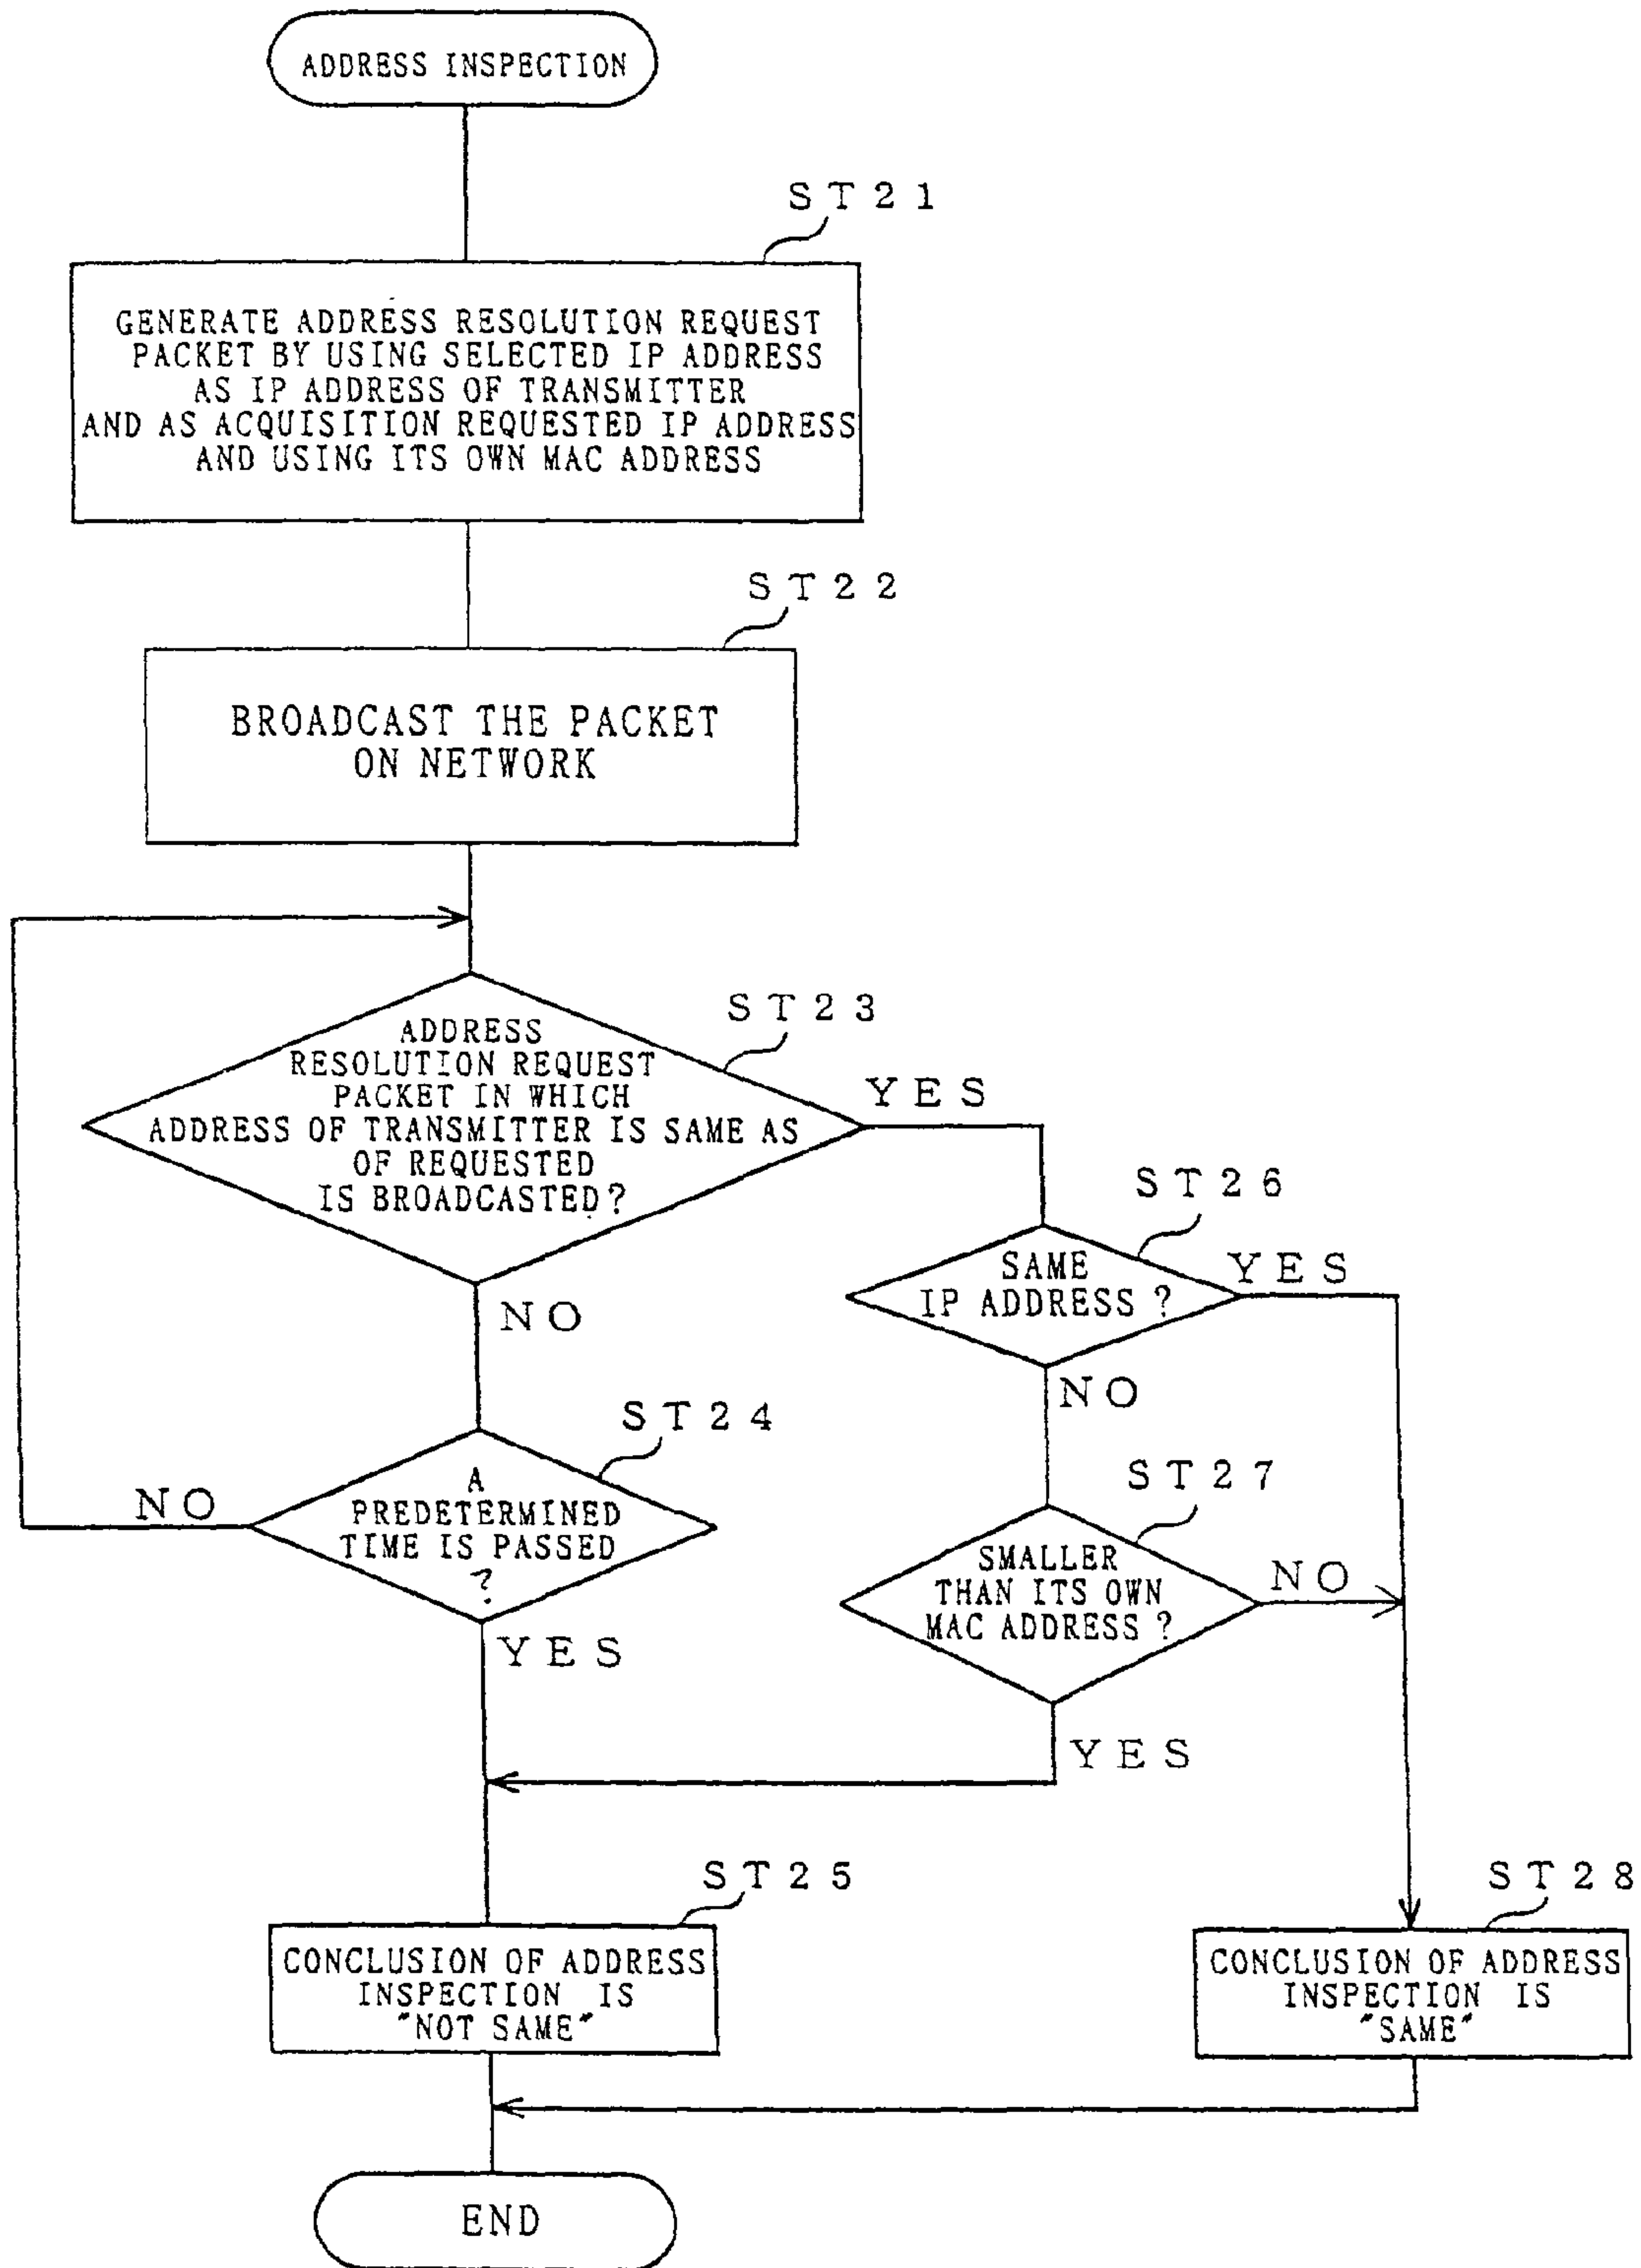 ADDRESS INSPECTION
ST21
GENERATE ADDRESS RESOLUTION REQUEST
PACKET BY USING SELECTED IP ADDRESS
AS IP ADDRESS OF TRANSMITTER
AND AS ACQUISITION REQUESTED IP ADDRESS
AND USING ITS OWN MAC ADDRESS
ST22
BROADCAST THE PACKET
ON NETWORK
ST23
ADDRESS
RESOLUTION REQUEST
PACKET IN WHICH
ADDRESS OF TRANSMITTER IS SAME AS
OF REQUESTED
IS BROADCASTED?
YES
NO
ST26
SAME
IP ADDRESS ?
YES
NO
ST24
A
PREDETERMINED
TIME IS PASSED
?
NO
YES
ST27
SMALLER
THAN ITS OWN
MAC ADDRESS ?
NO
YES
ST25
CONCLUSION OF ADDRESS
INSPECTION IS
"NOT SAME"
ST28
CONCLUSION OF ADDRESS
INSPECTION IS
"SAME"
END